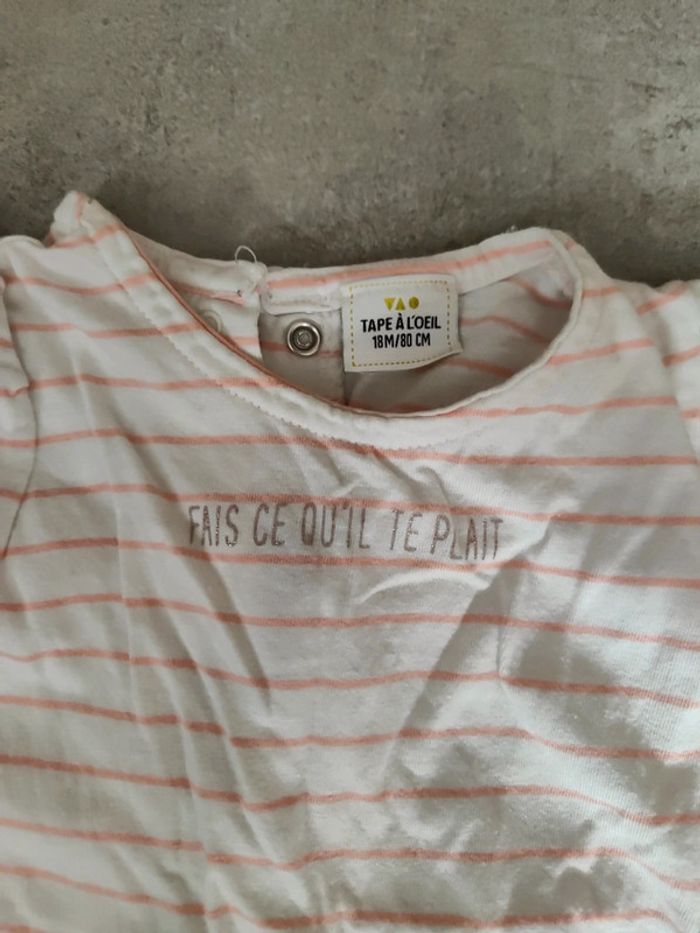 TAPE À L'OEIL
18M/80 CM
FAIS CE QU'IL TE PLAIT